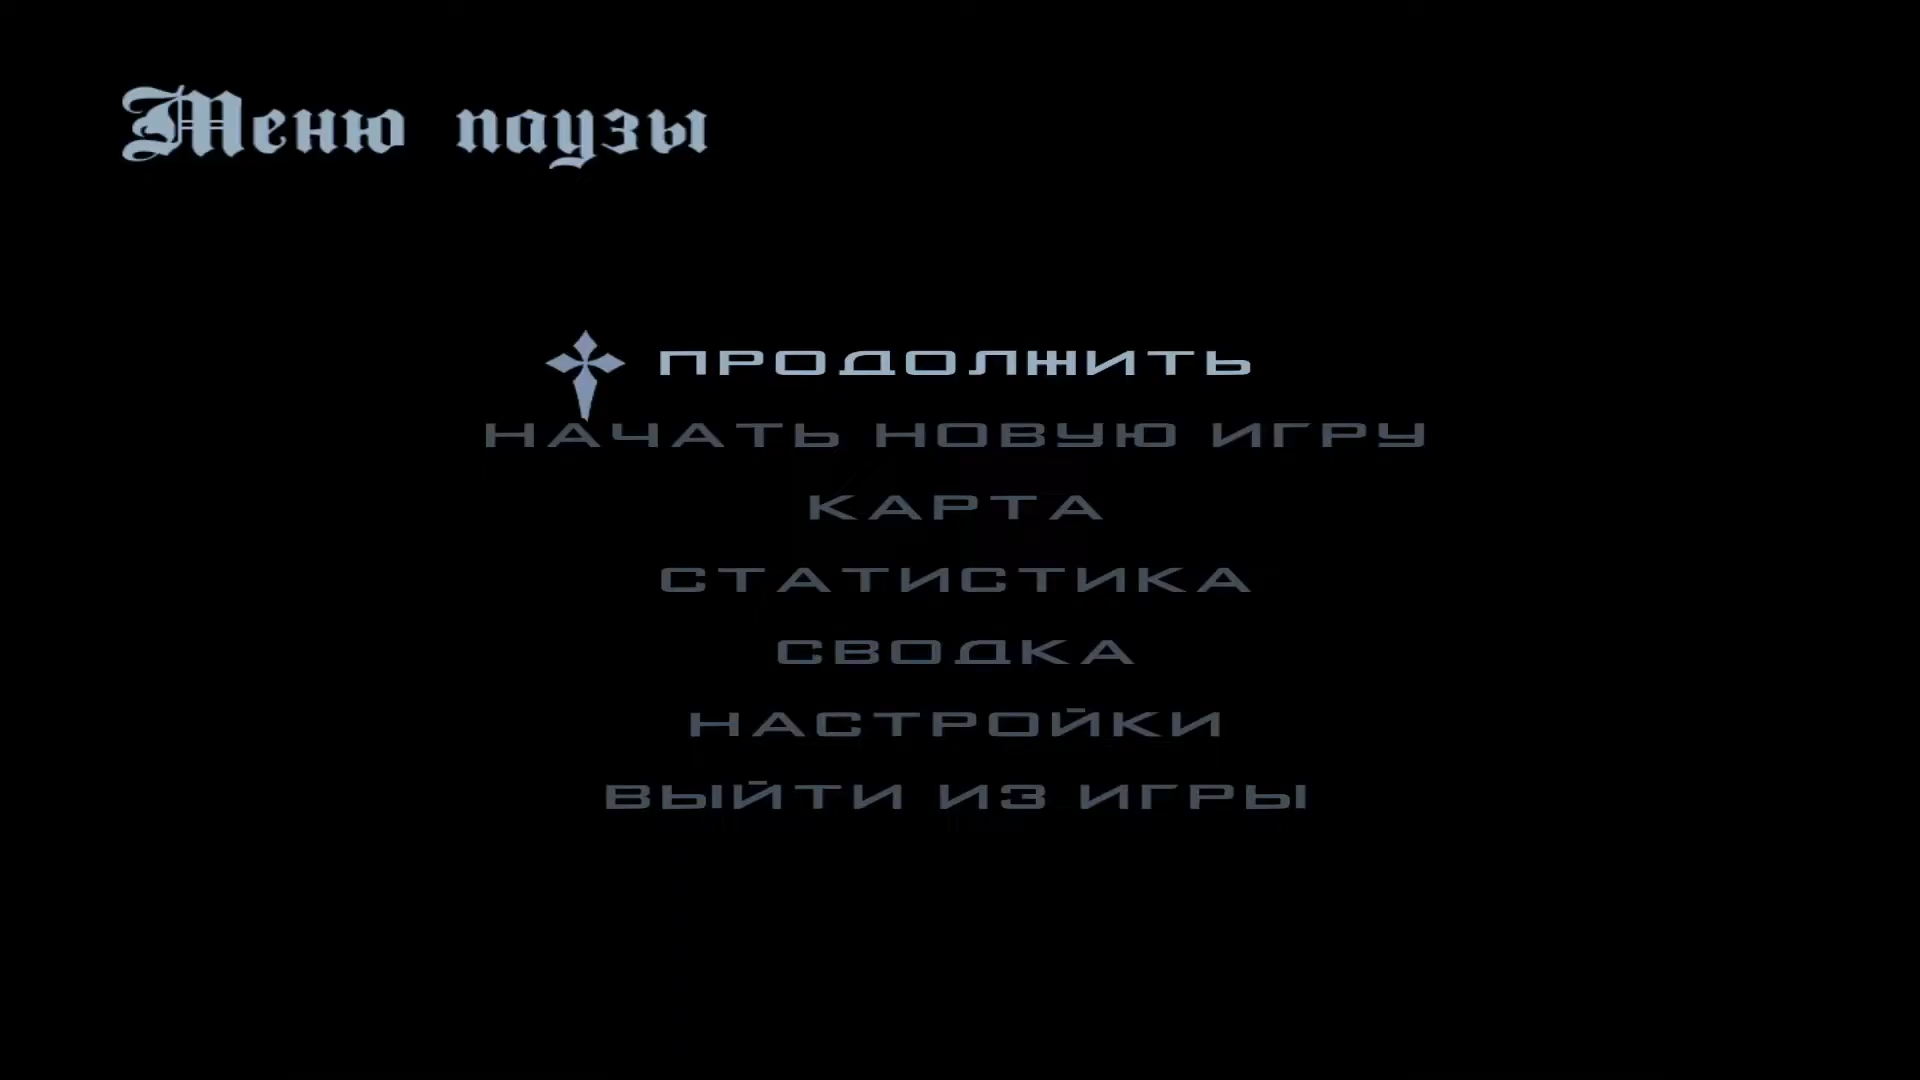 Меню паузы
ПРОДОЛЖИТЬ
НАЧАТЬ НОВУЮ ИГРУ
КАРТА
СТАТИСТИКА
СВОДКА
НАСТРОЙКИ
ВЫЙТИ ИЗ ИГРЫ